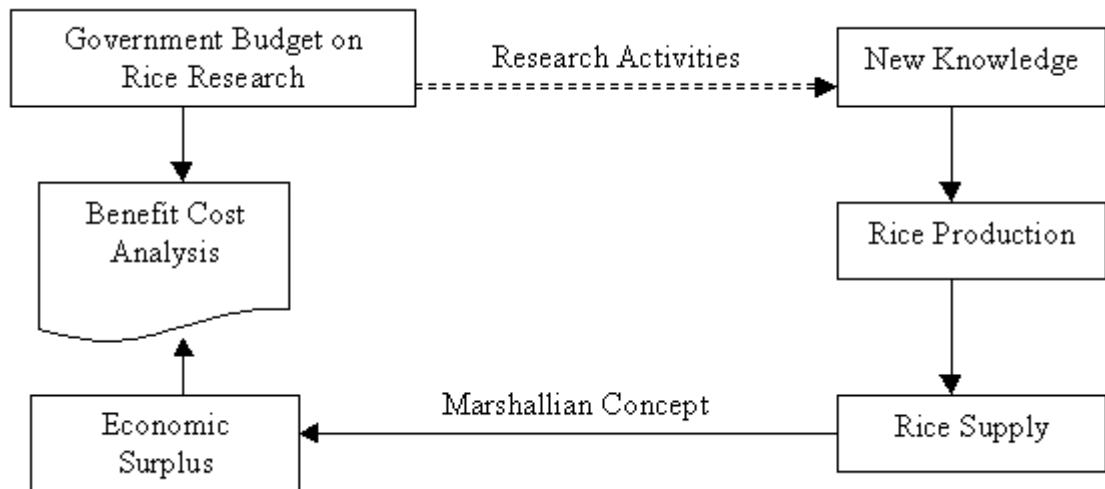 Government Budget on
Rice Research
Research Activities
New Knowledge
Benefit Cost
Analysis
Rice Production
Marshallian Concept
Economic
Surplus
Rice Supply